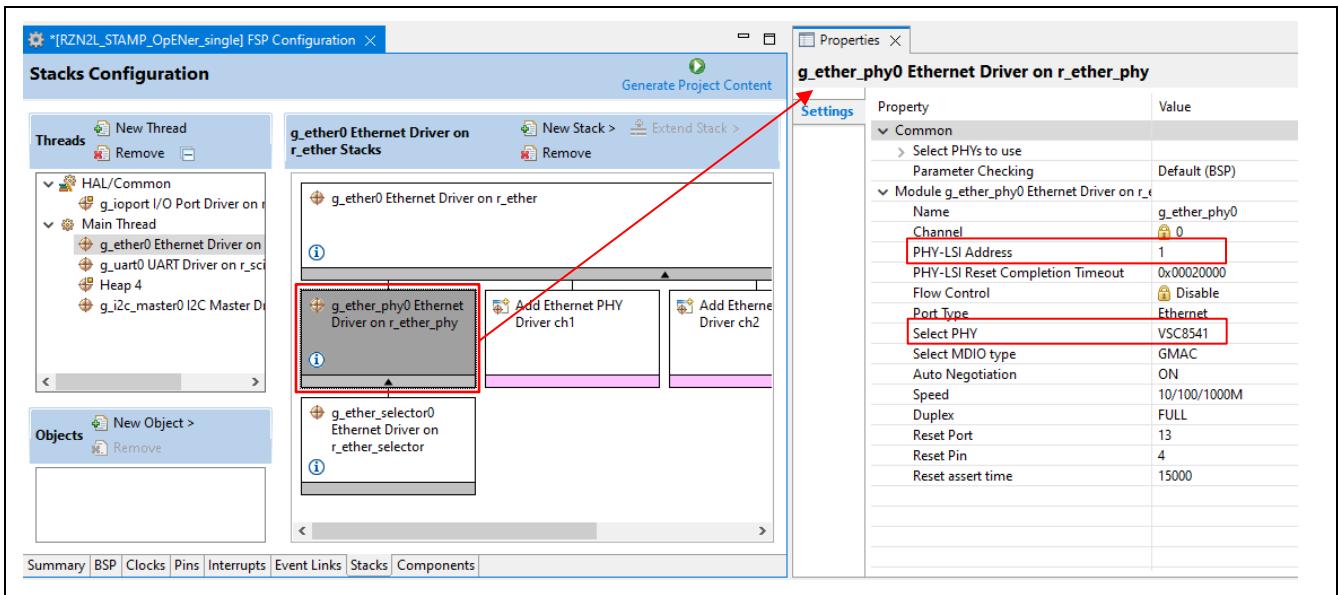 *[RZN2L_STAMP_OpENer_single] FSP Configuration
Stacks Configuration
Generate Project Content
Threads
New Thread
Remove
HAL/Common
g_ioport I/O Port Driver on r
Main Thread
g_ether0 Ethernet Driver on
g_uart0 UART Driver on r_sci
Heap 4
g_i2c_master0 I2C Master Dr
Objects
New Object >
Remove
g_ether0 Ethernet Driver on
r_ether Stacks
New Stack >
Extend Stack >
Remove
g_ether0 Ethernet Driver on r_ether
g_ether_phy0 Ethernet
Driver on r_ether_phy
Add Ethernet PHY
Driver ch1
Add Etherne
Driver ch2
g_ether_selector0
Ethernet Driver on
r_ether_selector
Summary BSP Clocks Pins Interrupts Event Links Stacks Components
Properties
g_ether_phy0 Ethernet Driver on r_ether_phy
Settings
Property Value
Common
Select PHYs to use
Parameter Checking Default (BSP)
Module g_ether_phy0 Ethernet Driver on r_e
Name g_ether_phy0
Channel 0
PHY-LSI Address 1
PHY-LSI Reset Completion Timeout 0x00020000
Flow Control Disable
Port Type Ethernet
Select PHY VSC8541
Select MDIO type GMAC
Auto Negotiation ON
Speed 10/100/1000M
Duplex FULL
Reset Port 13
Reset Pin 4
Reset assert time 15000